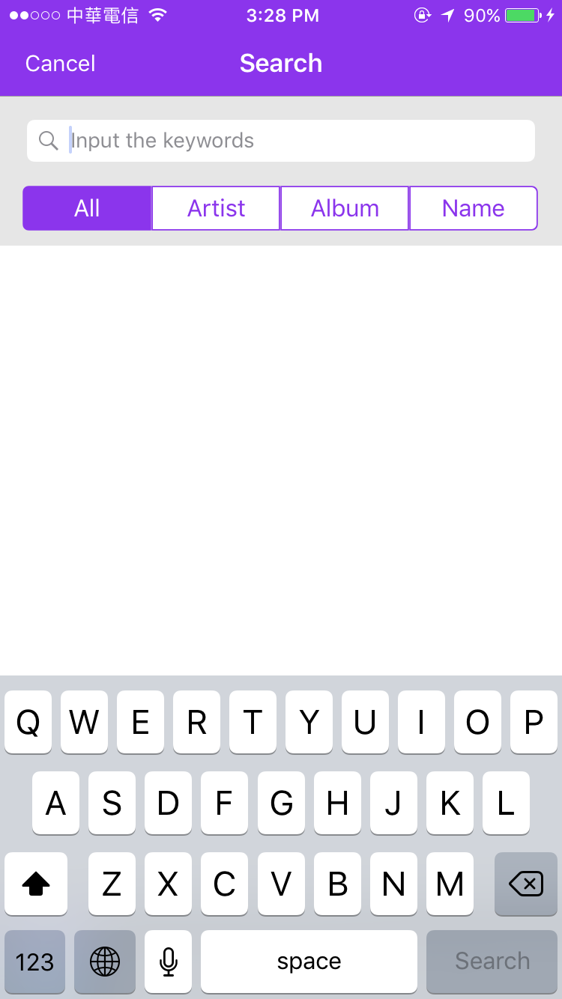 中華電信 3:28 PM 90%
Cancel Search
Input the keywords
All Artist Album Name
Q W E R T Y U I O P
A S D F G H J K L
Z X C V B N M
123 space Search